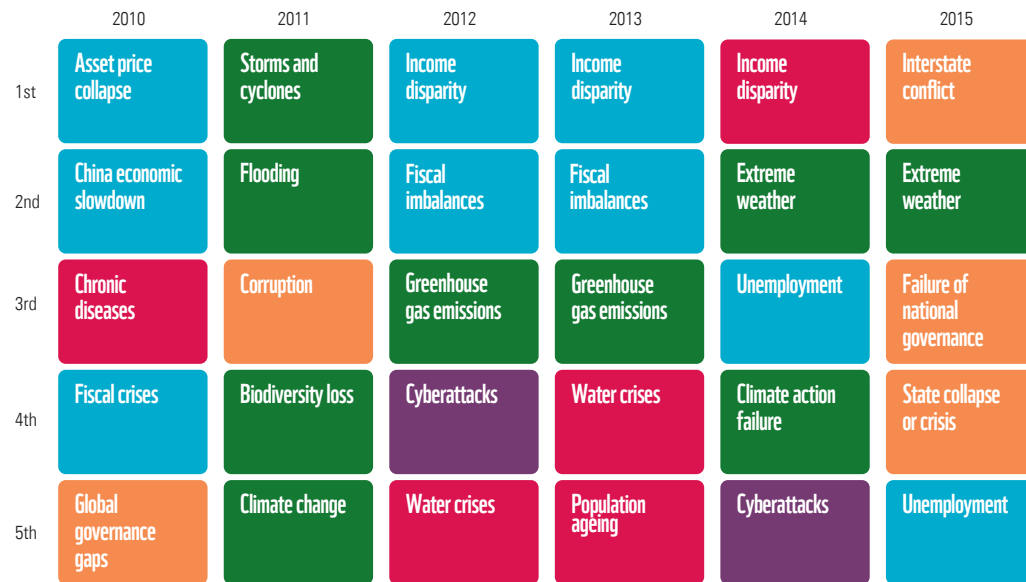 2010 2011 2012 2013 2014 2015
1st
Asset price
collapse
Storms and
cyclones
Income
disparity
Income
disparity
Income
disparity
Interstate
conflict
2nd
China economic
slowdown
Flooding
Fiscal
imbalances
Fiscal
imbalances
Extreme
weather
Extreme
weather
3rd
Chronic
diseases
Corruption
Greenhouse
gas emissions
Greenhouse
gas emissions
Unemployment
Failure of
national
governance
4th
Fiscal crises
Biodiversity loss
Cyberattacks
Water crises
Climate action
failure
State collapse
or crisis
5th
Global
governance
gaps
Climate change
Water crises
Population
ageing
Cyberattacks
Unemployment